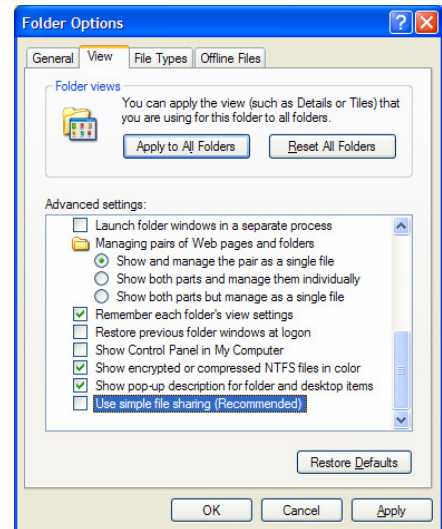 Folder Options
General View File Types Offline Files
Folder views
You can apply the view (such as Details or Tiles) that
you are using for this folder to all folders.
Apply to All Folders Reset All Folders
Advanced settings:
Launch folder windows in a separate process
Managing pairs of Web pages and folders
Show and manage the pair as a single file
Show both parts and manage them individually
Show both parts but manage as a single file
Remember each folder's view settings
Restore previous folder windows at logon
Show Control Panel in My Computer
Show encrypted or compressed NTFS files in color
Show pop-up description for folder and desktop items
Use simple file sharing (Recommended)
Restore Defaults
OK Cancel Apply